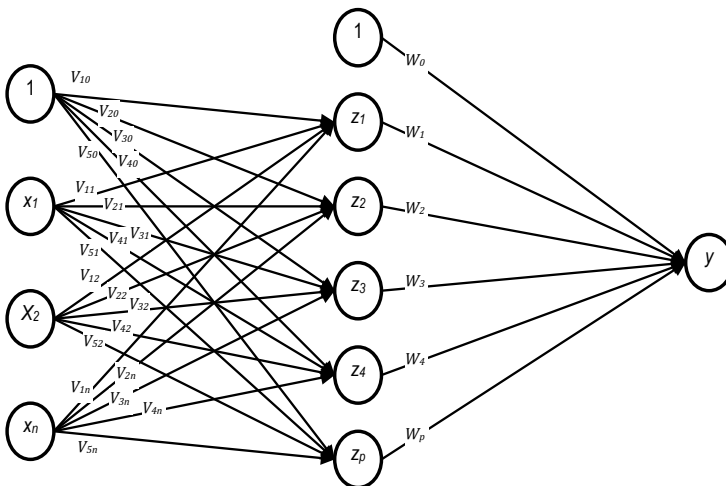 1
W₀
1
V₁₀
V₂₀
V₃₀
V₅₀
V₄₀
z₁
W₁
x₁
V₁₁
V₂₁
V₃₁
V₄₁
V₅₁
z₂
W₂
X₂
V₁₂
V₂₂
V₃₂
V₄₂
V₅₂
z₃
W₃
y
z₄
W₄
xₙ
V₁ₙ
V₂ₙ
V₃ₙ
V₄ₙ
V₅ₙ
zₚ
Wₚ